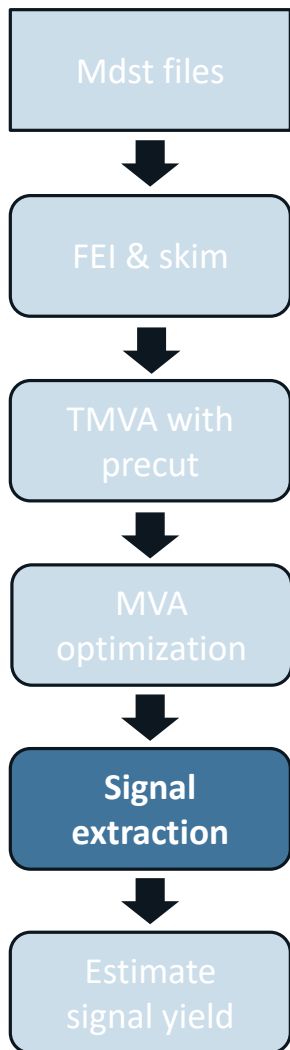 Mdst files
FEI & skim
TMVA with
precut
MVA
optimization
Signal
extraction
Estimate
signal yield